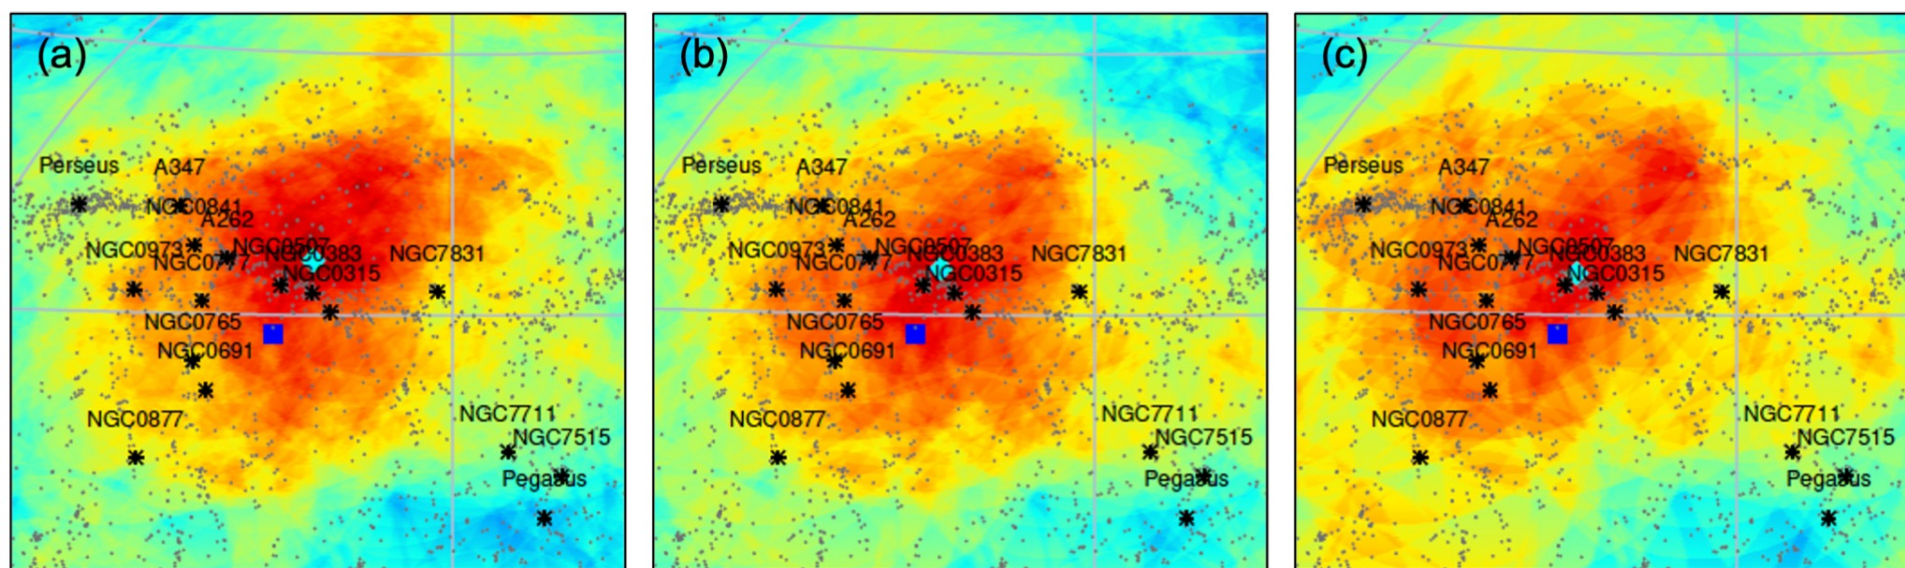 (a)
Perseus A347
NGC0841
A262
NGC0973 NGC0507
NGC0777 NGC0383 NGC7831
NGC0315
NGC0765
NGC0691
NGC0877 NGC7711
NGC7515
Pegasus
(b)
Perseus A347
NGC0841
A262
NGC0973 NGC0507
NGC0777 NGC0383 NGC7831
NGC0315
NGC0765
NGC0691
NGC0877 NGC7711
NGC7515
Pegasus
(c)
Perseus A347
NGC0841
A262
NGC0973 NGC0507
NGC0777 NGC0383 NGC7831
NGC0315
NGC0765
NGC0691
NGC0877 NGC7711
NGC7515
Pegasus